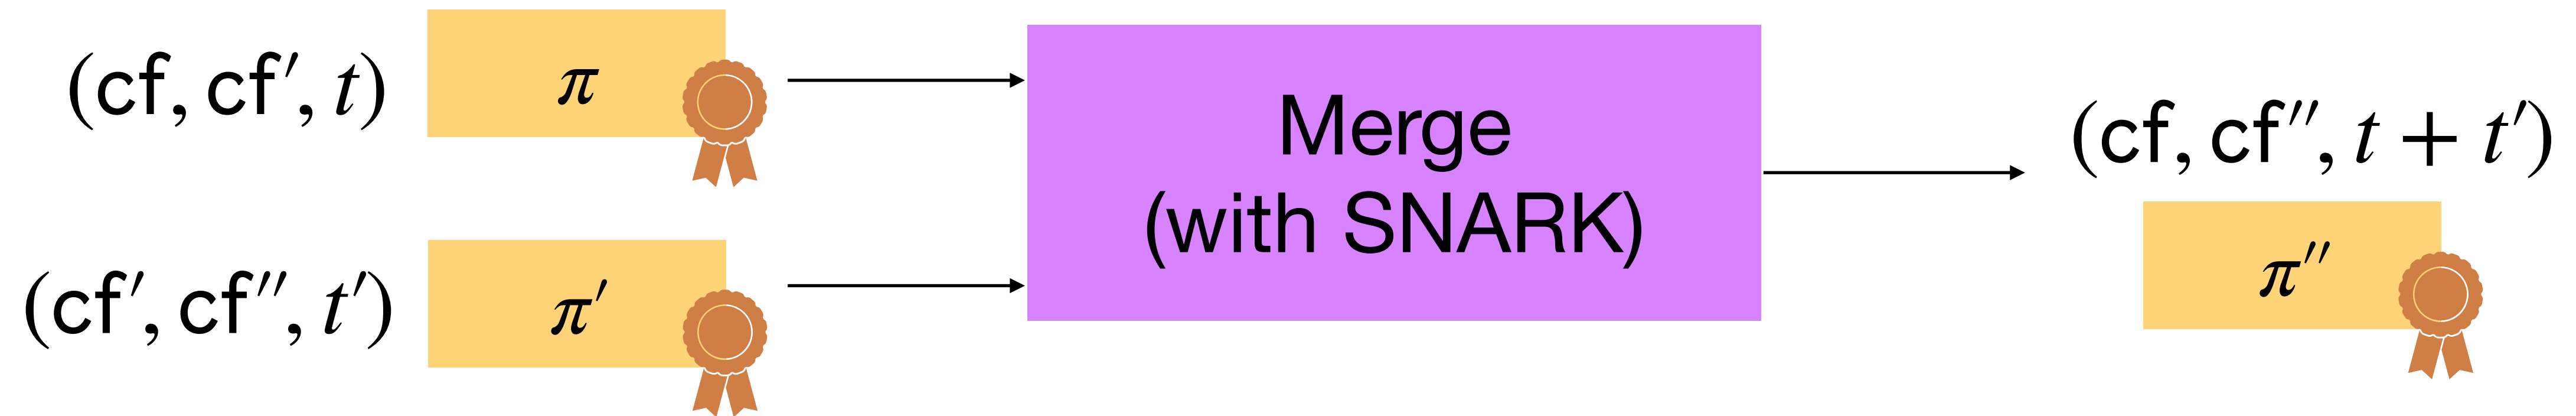 (cf, cf′, t)
π
(cf′, cf″, t′)
π′
Merge
(with SNARK)
(cf, cf″, t + t′)
π″